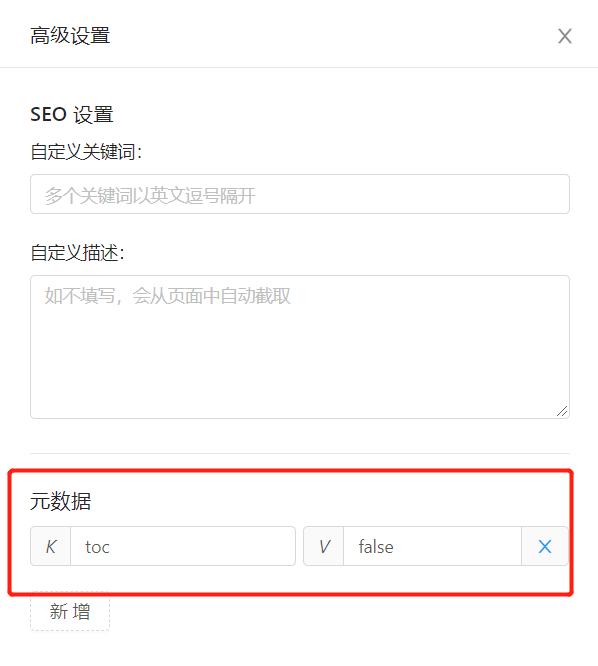 高级设置
SEO 设置
自定义关键词：
多个关键词以英文逗号隔开
自定义描述：
如不填写，会从页面中自动截取
元数据
K toc V false
新 增